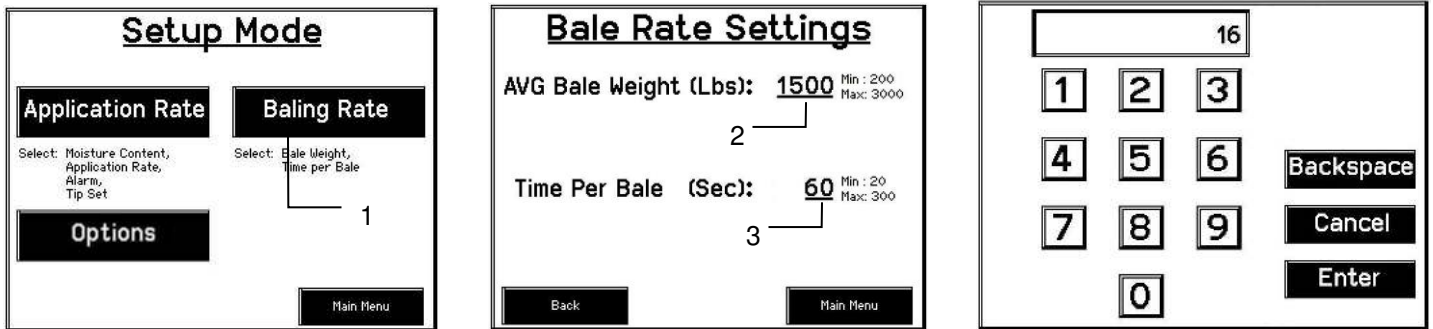 Setup Mode
Application Rate
Baling Rate
Select: Moisture Content,
Application Rate,
Alarm,
Tip Set
Select: Bale Weight,
Time per Bale
1
Options
Main Menu
Bale Rate Settings
AVG Bale Weight (Lbs): 1500 Min : 200
Max: 3000
2
Time Per Bale (Sec): 60 Min : 20
Max: 300
3
Back
Main Menu
16
1 2 3
4 5 6
Backspace
7 8 9
Cancel
Enter
0